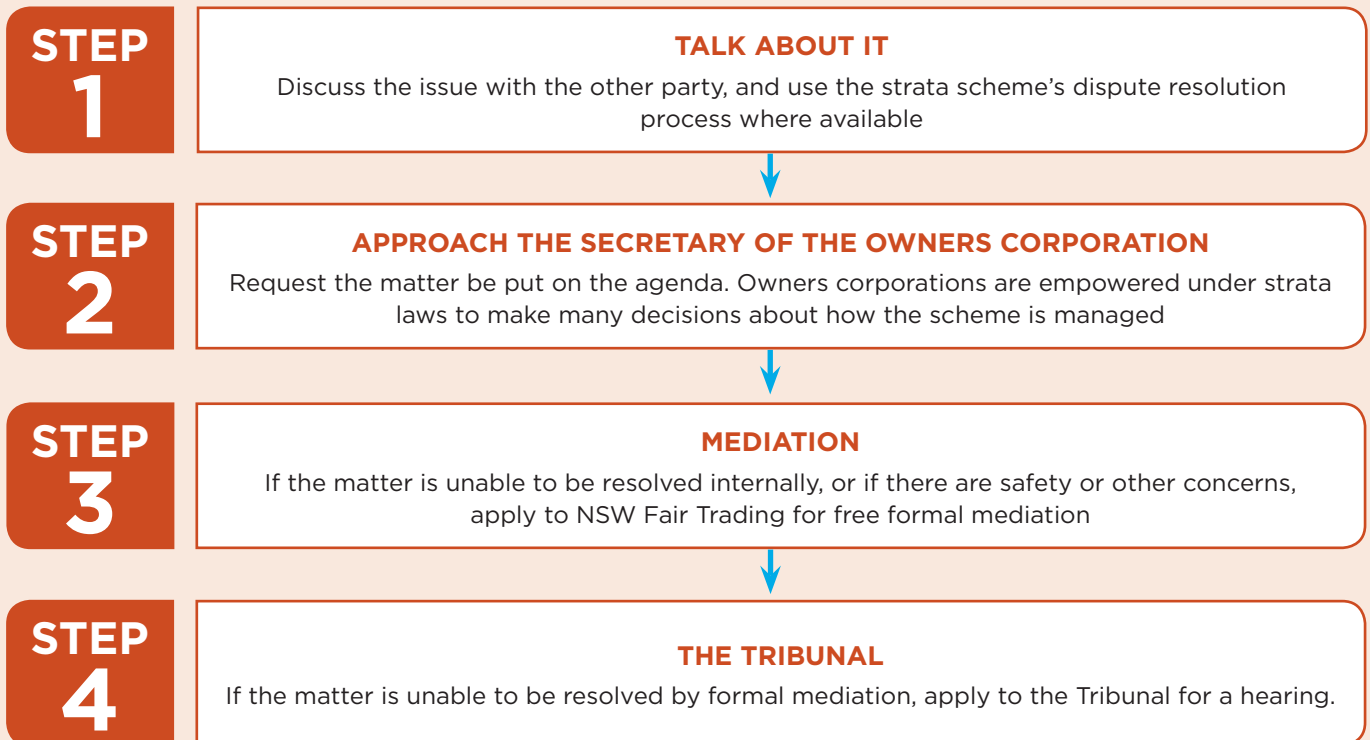 STEP
1
TALK ABOUT IT
Discuss the issue with the other party, and use the strata scheme's dispute resolution
process where available
STEP
2
APPROACH THE SECRETARY OF THE OWNERS CORPORATION
Request the matter be put on the agenda. Owners corporations are empowered under strata
laws to make many decisions about how the scheme is managed
STEP
3
MEDIATION
If the matter is unable to be resolved internally, or if there are safety or other concerns,
apply to NSW Fair Trading for free formal mediation
STEP
4
THE TRIBUNAL
If the matter is unable to be resolved by formal mediation, apply to the Tribunal for a hearing.